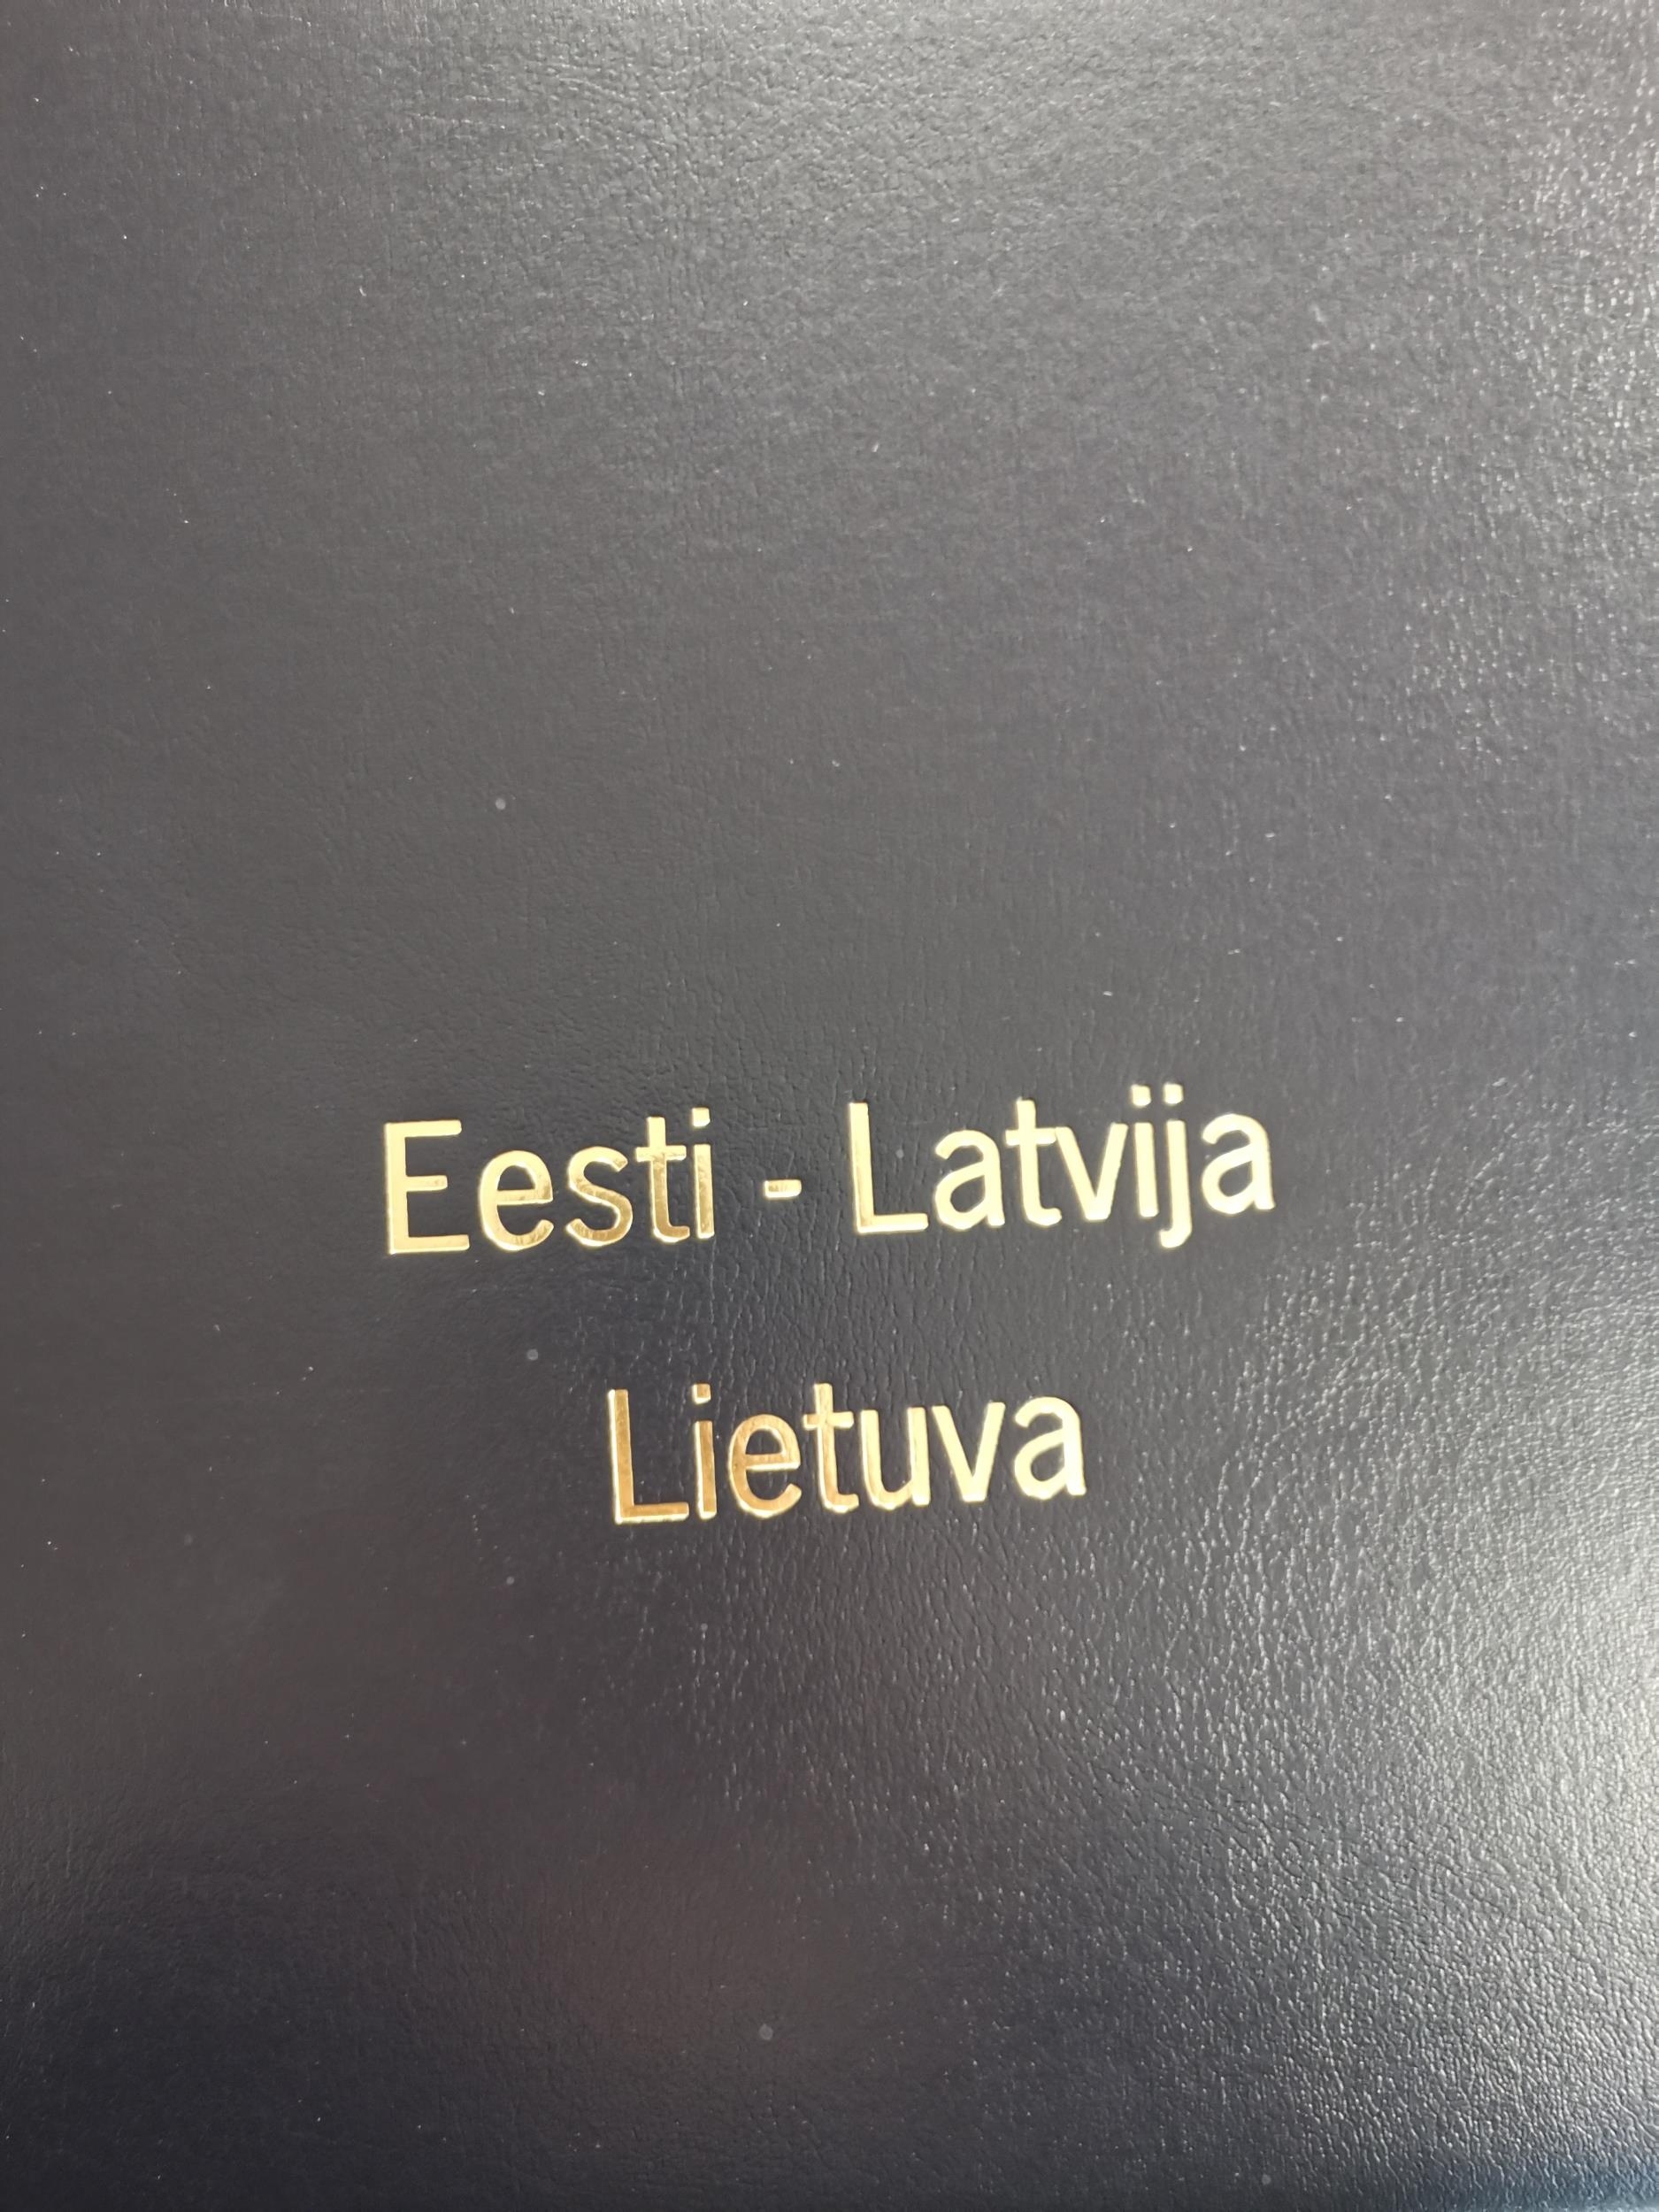 Eesti - Latvija
Lietuva